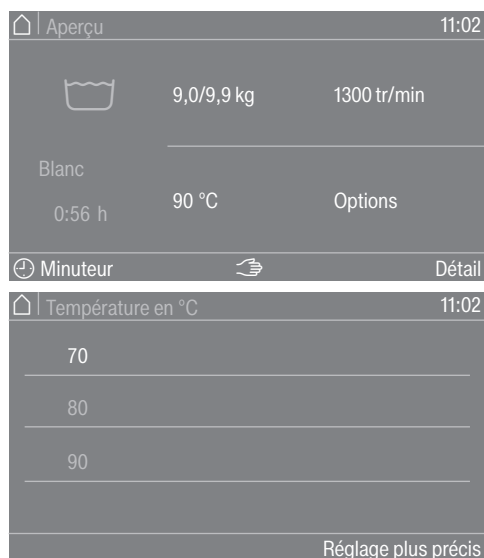 Aperçu 11:02
9,0/9,9 kg 1300 tr/min
Blanc
0:56 h
90 °C Options
Minuteur Détail
Température en °C 11:02
70
80
90
Réglage plus précis